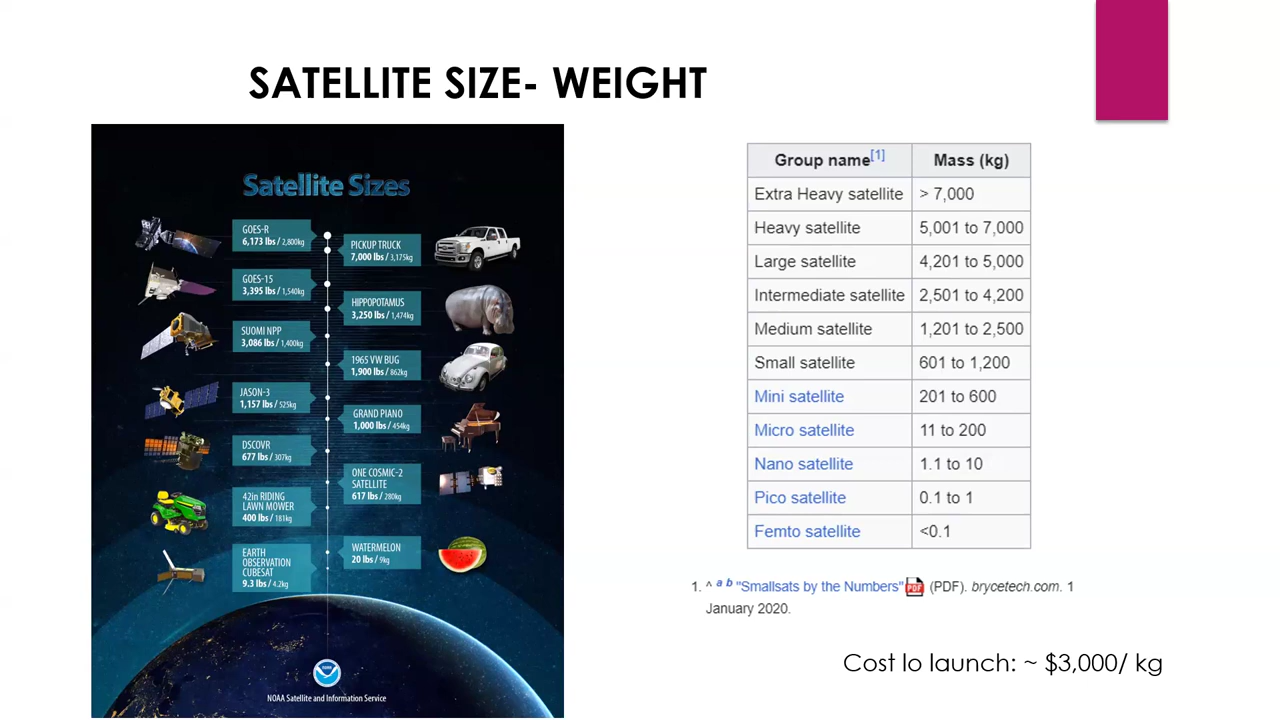 SATELLITE SIZE- WEIGHT
Satellite Sizes
GOES-R
6,173 lbs / 2,800kg
PICKUP TRUCK
7,000 lbs / 3,175kg
GOES-15
3,395 lbs / 1,540kg
HIPPOPOTAMUS
3,250 lbs / 1,474kg
SUOMI NPP
3,086 lbs / 1,400kg
1965 VW BUG
1,900 lbs / 862kg
JASON-3
1,157 lbs / 525kg
GRAND PIANO
1,000 lbs / 454kg
DSCOVR
677 lbs / 307kg
ONE COSMIC-2
SATELLITE
617 lbs / 280kg
42in RIDING
LAWN MOWER
400 lbs / 181kg
WATERMELON
20 lbs / 9kg
EARTH
OBSERVATION
CUBESAT
9.3 lbs / 4.2kg
NOAA
NOAA Satellite and Information Service
Group name[1] Mass (kg)
Extra Heavy satellite > 7,000
Heavy satellite 5,001 to 7,000
Large satellite 4,201 to 5,000
Intermediate satellite 2,501 to 4,200
Medium satellite 1,201 to 2,500
Small satellite 601 to 1,200
Mini satellite 201 to 600
Micro satellite 11 to 200
Nano satellite 1.1 to 10
Pico satellite 0.1 to 1
Femto satellite <0.1
1. ^ a b "Smallsats by the Numbers" PDF (PDF). brycetech.com. 1
January 2020.
Cost lo launch: ~ $3,000/ kg